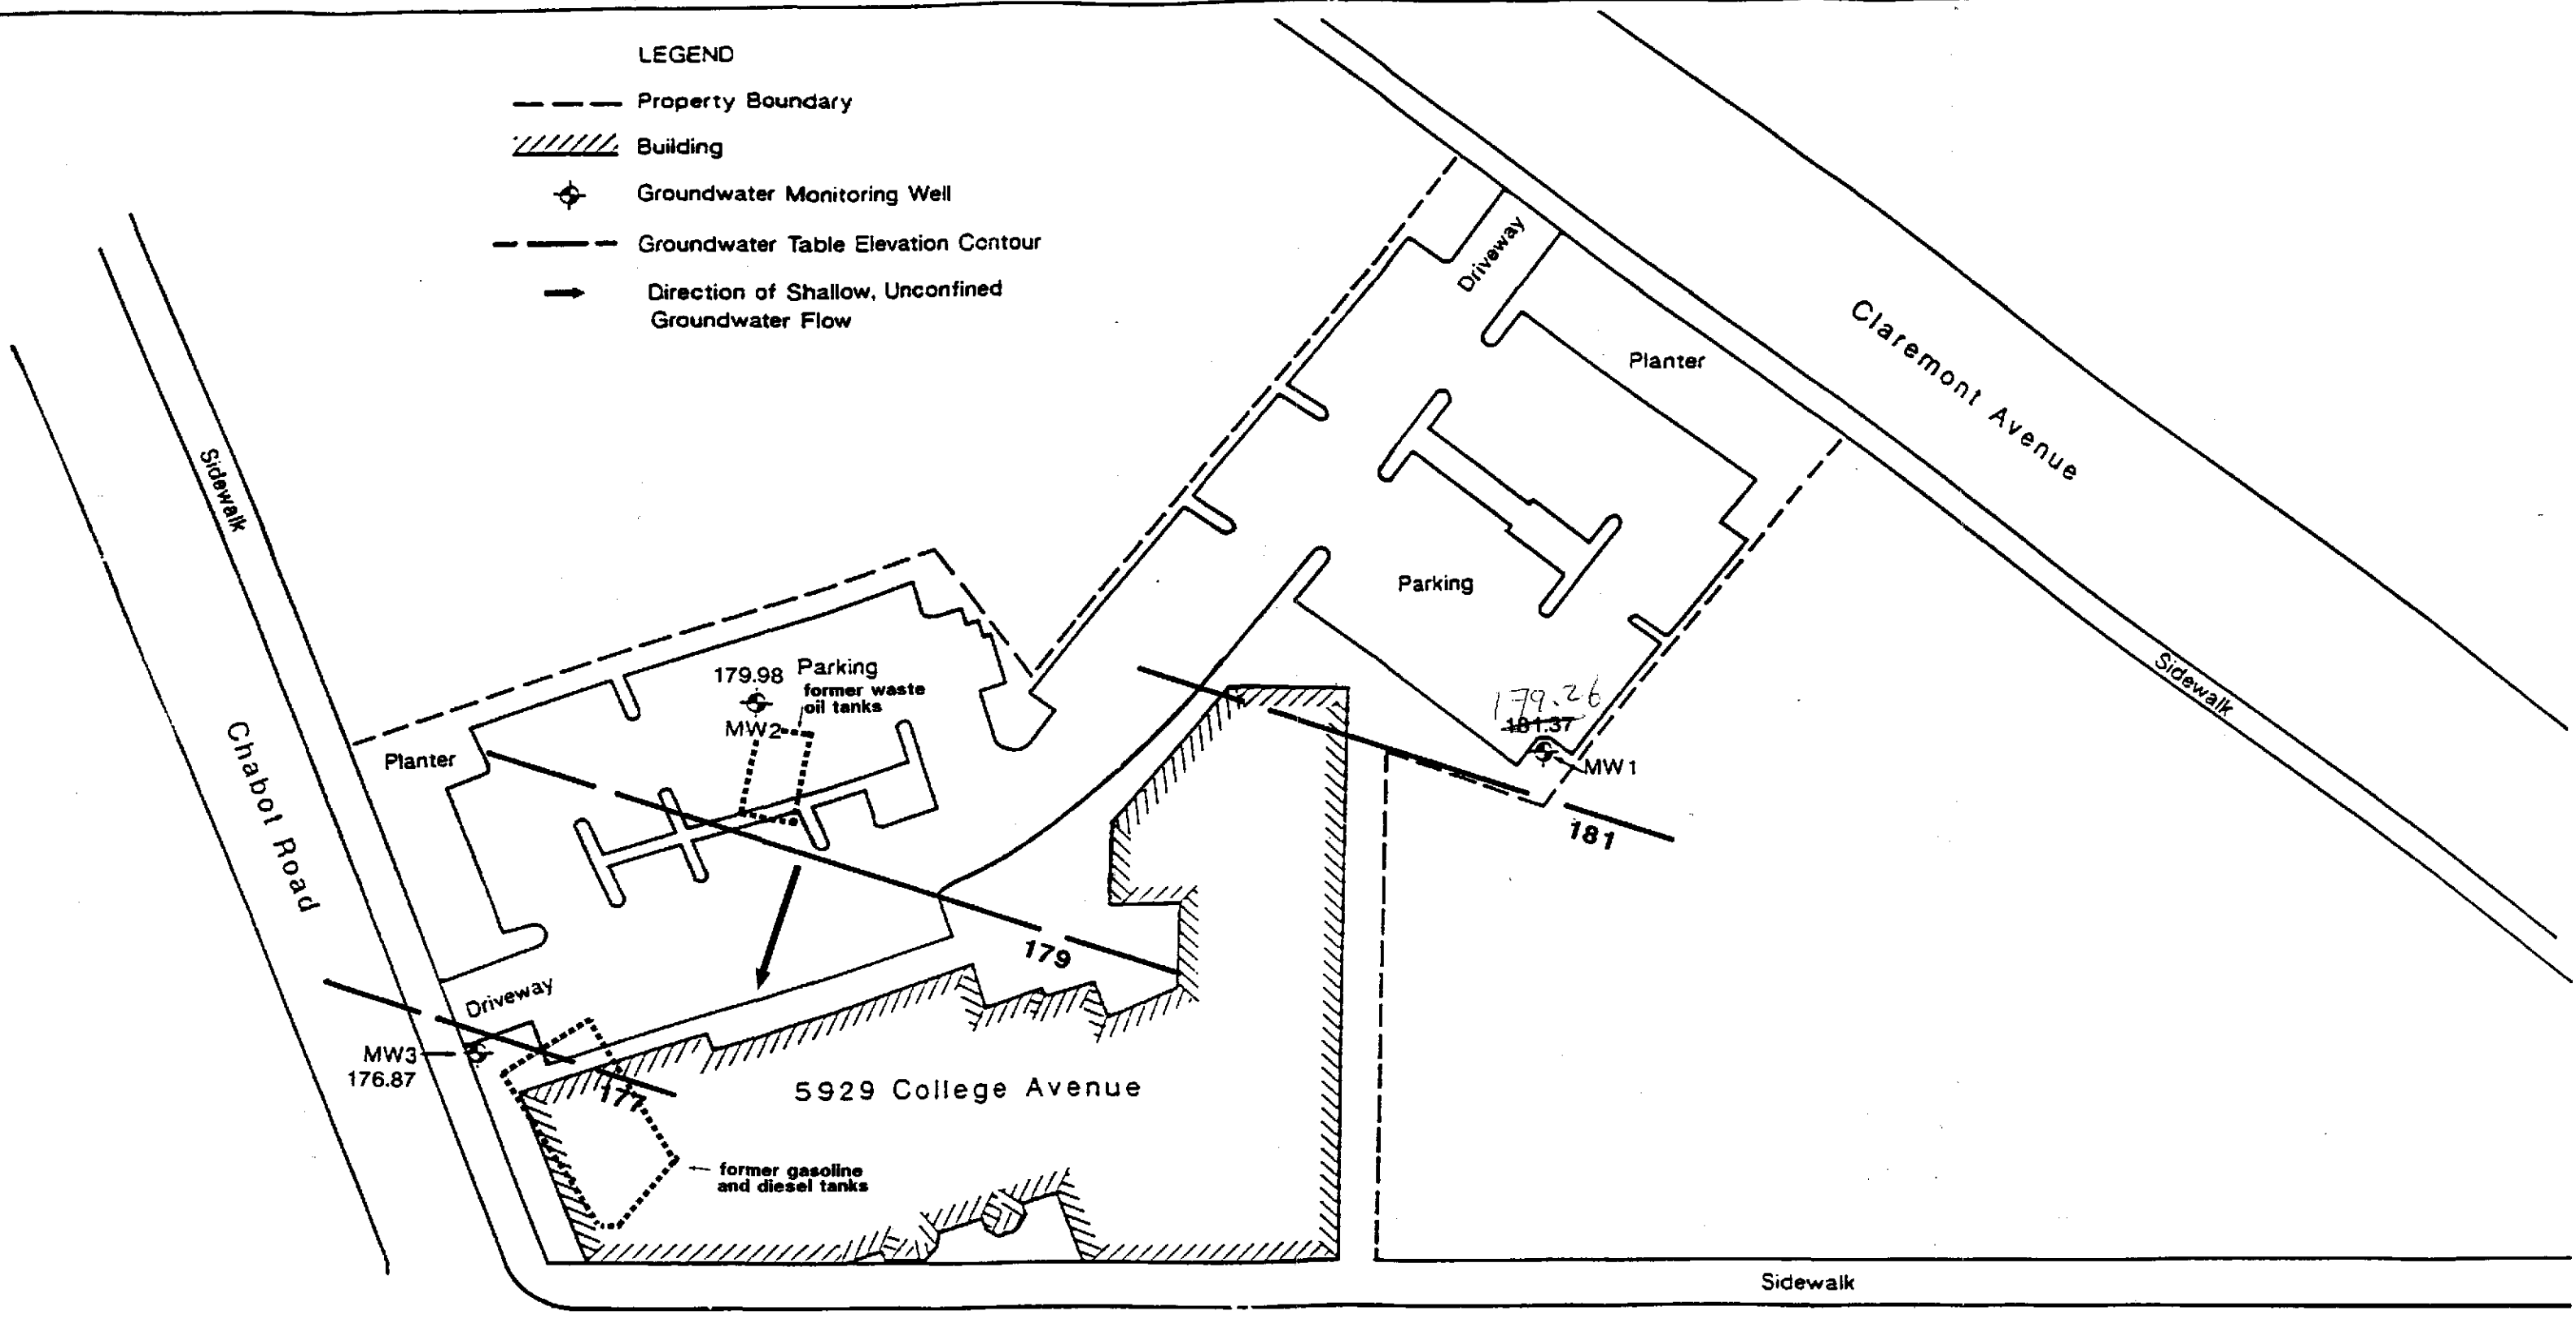 LEGEND
Property Boundary
Building
Groundwater Monitoring Well
Groundwater Table Elevation Contour
Direction of Shallow, Unconfined
Groundwater Flow
Claremont Avenue
Driveway
Planter
Parking
Sidewalk
Sidewalk
Chabot Road
179.98
Parking
former waste
oil tanks
MW2
Planter
179.26
181.37
MW1
181
179
Driveway
MW3
176.87
177
5929 College Avenue
former gasoline
and diesel tanks
Sidewalk